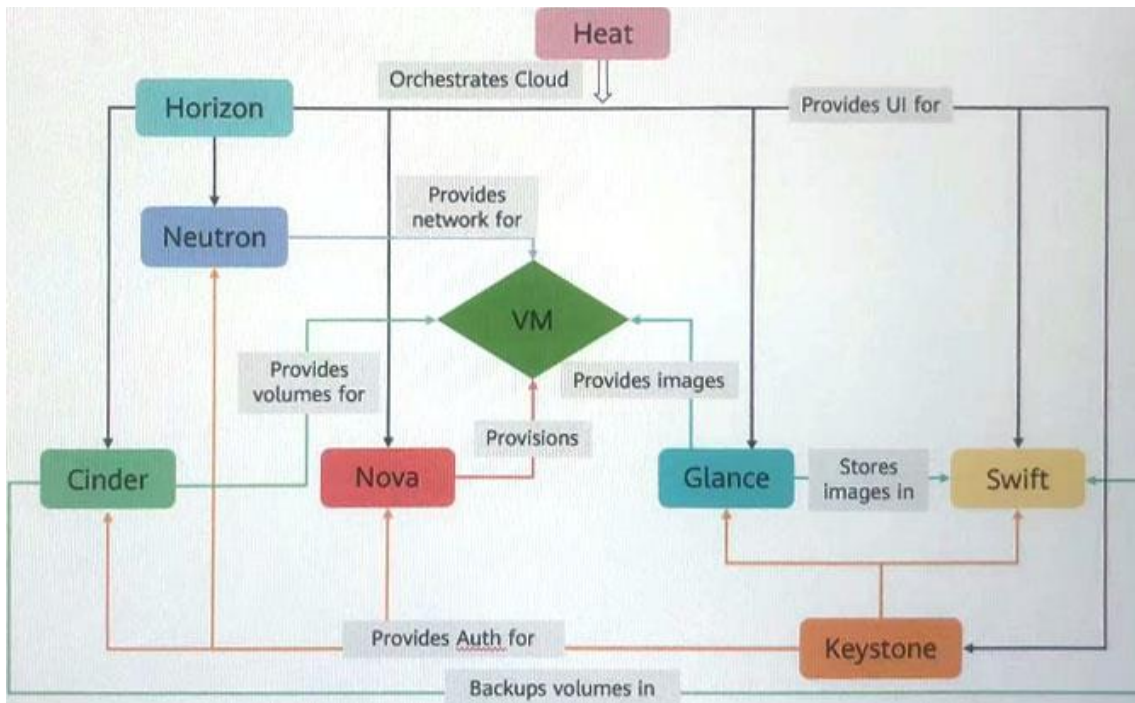 Heat
Orchestrates Cloud
Horizon
Provides UI for
Provides
network for
Neutron
VM
Provides
volumes for
Provides images
Provisions
Cinder
Nova
Glance
Stores
images in
Swift
Provides Auth for
Keystone
Backups volumes in